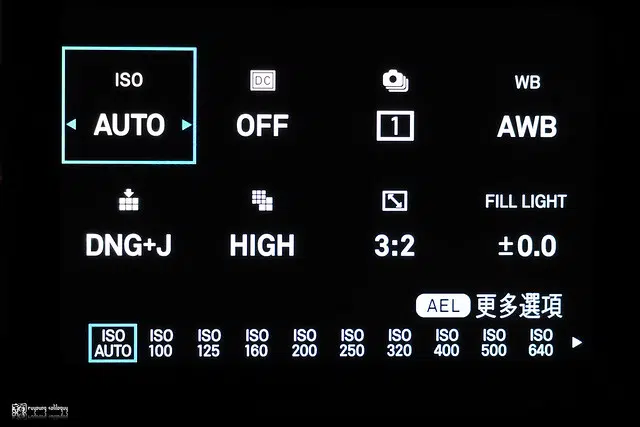 ISO
AUTO
DC
OFF
1
WB
AWB
DNG+J
HIGH
3:2
FILL LIGHT
±0.0
AEL 更多選項
ISO AUTO
ISO 100
ISO 125
ISO 160
ISO 200
ISO 250
ISO 320
ISO 400
ISO 500
ISO 640